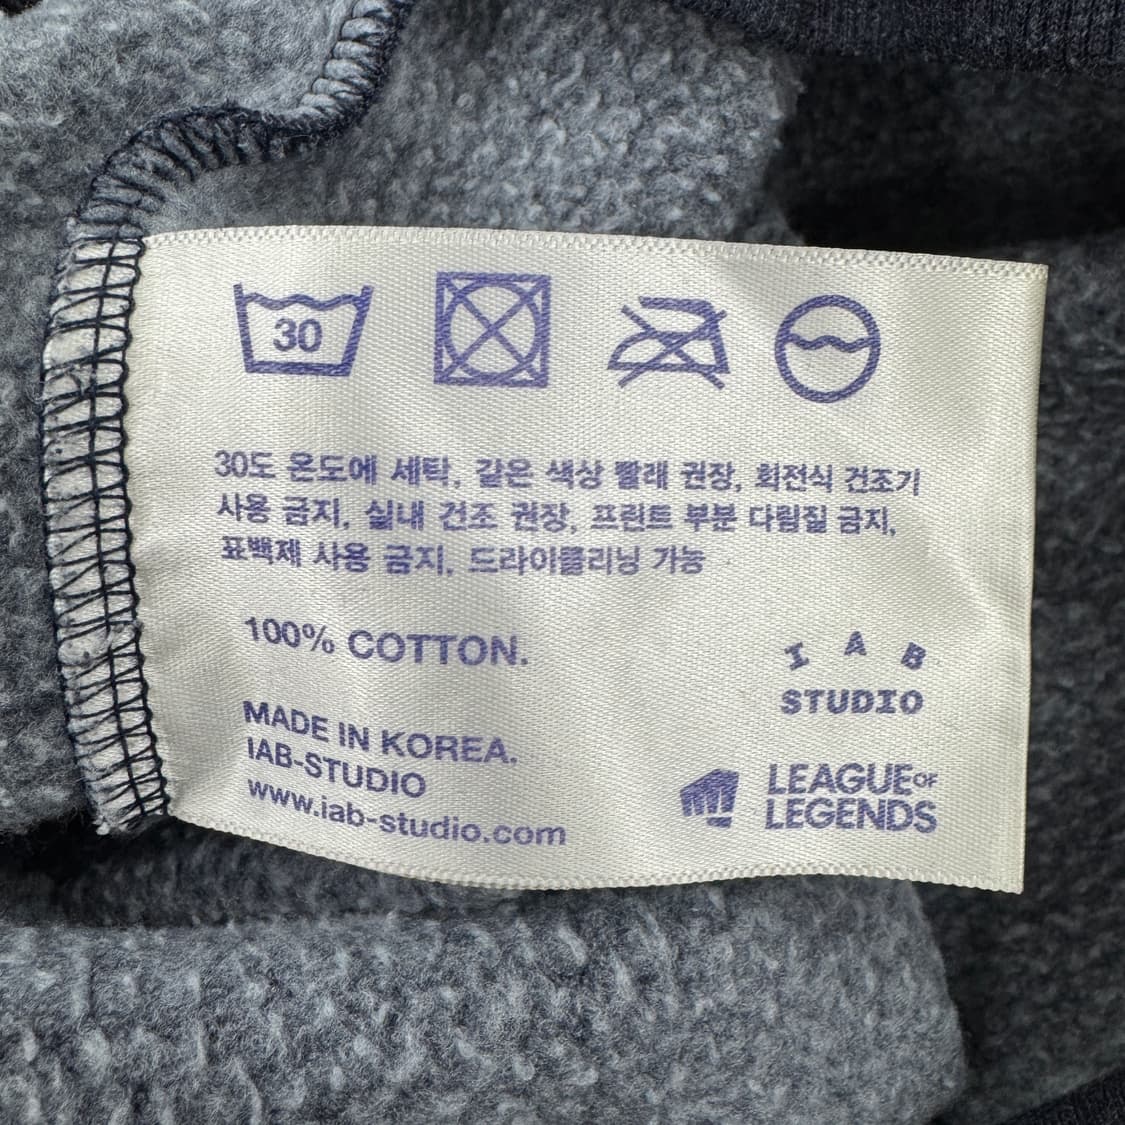 30
30도 온도에 세탁, 같은 색상 빨래 권장, 회전식 건조기
사용 금지, 실내 건조 권장, 프린트 부분 다림질 금지,
표백제 사용 금지, 드라이클리닝 가능
100% COTTON.
MADE IN KOREA.
IAB-STUDIO
www.iab-studio.com
I A B
STUDIO
LEAGUE OF
LEGENDS